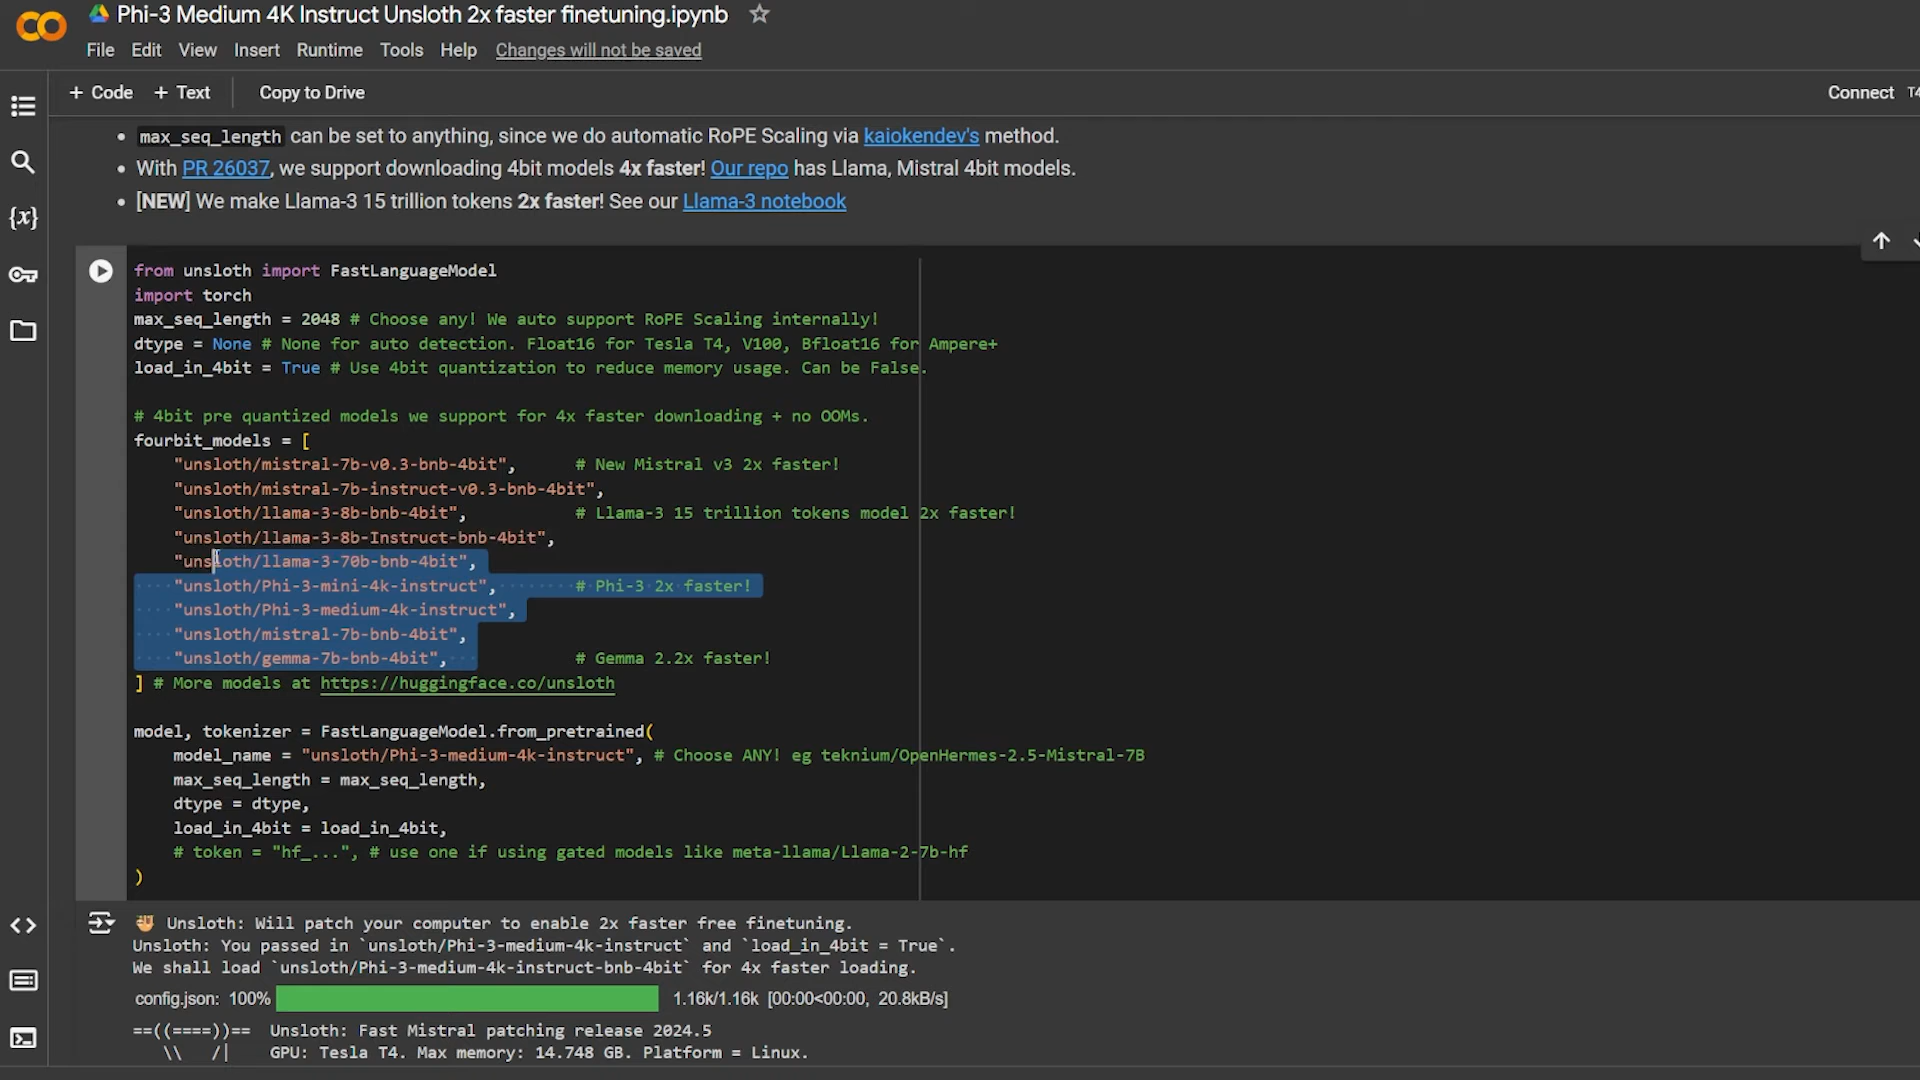 Phi-3 Medium 4K Instruct Unsloth 2x faster finetuning.ipynb
File Edit View Insert Runtime Tools Help Changes will not be saved
+ Code + Text Copy to Drive Connect T4
max_seq_length can be set to anything, since we do automatic RoPE Scaling via kaiokendev's method.
With PR 26037, we support downloading 4bit models 4x faster! Our repo has Llama, Mistral 4bit models.
[NEW] We make Llama-3 15 trillion tokens 2x faster! See our Llama-3 notebook
from unsloth import FastLanguageModel
import torch
max_seq_length = 2048 # Choose any! We auto support RoPE Scaling internally!
dtype = None # None for auto detection. Float16 for Tesla T4, V100, Bfloat16 for Ampere+
load_in_4bit = True # Use 4bit quantization to reduce memory usage. Can be False.
# 4bit pre quantized models we support for 4x faster downloading + no OOMs.
fourbit_models = [
"unsloth/mistral-7b-v0.3-bnb-4bit", # New Mistral v3 2x faster!
"unsloth/mistral-7b-instruct-v0.3-bnb-4bit",
"unsloth/llama-3-8b-bnb-4bit", # Llama-3 15 trillion tokens model 2x faster!
"unsloth/llama-3-8b-Instruct-bnb-4bit",
"unsloth/llama-3-70b-bnb-4bit",
"unsloth/Phi-3-mini-4k-instruct", # Phi-3 2x faster!
"unsloth/Phi-3-medium-4k-instruct",
"unsloth/mistral-7b-bnb-4bit",
"unsloth/gemma-7b-bnb-4bit", # Gemma 2.2x faster!
] # More models at https://huggingface.co/unsloth
model, tokenizer = FastLanguageModel.from_pretrained(
model_name = "unsloth/Phi-3-medium-4k-instruct", # Choose ANY! eg teknium/OpenHermes-2.5-Mistral-7B
max_seq_length = max_seq_length,
dtype = dtype,
load_in_4bit = load_in_4bit,
# token = "hf_...", # use one if using gated models like meta-llama/Llama-2-7b-hf
)
🦥 Unsloth: Will patch your computer to enable 2x faster free finetuning.
Unsloth: You passed in `unsloth/Phi-3-medium-4k-instruct` and `load_in_4bit = True`.
We shall load `unsloth/Phi-3-medium-4k-instruct-bnb-4bit` for 4x faster loading.
config.json: 100% 1.16k/1.16k [00:00<00:00, 20.8kB/s]
==((====))== Unsloth: Fast Mistral patching release 2024.5
\\ /| GPU: Tesla T4. Max memory: 14.748 GB. Platform = Linux.